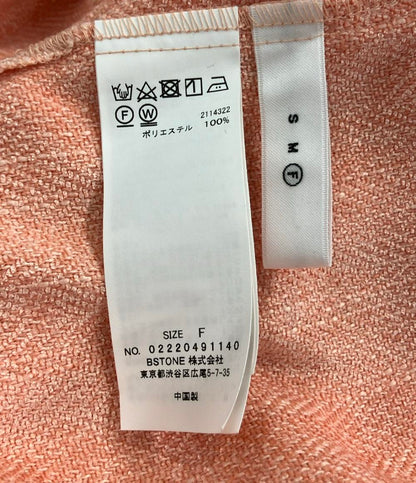 2114322
ポリエステル 100%
SIZE F
NO. 02220491140
BSTONE 株式会社
東京都渋谷区広尾5-7-35
中国製
S M F
F W